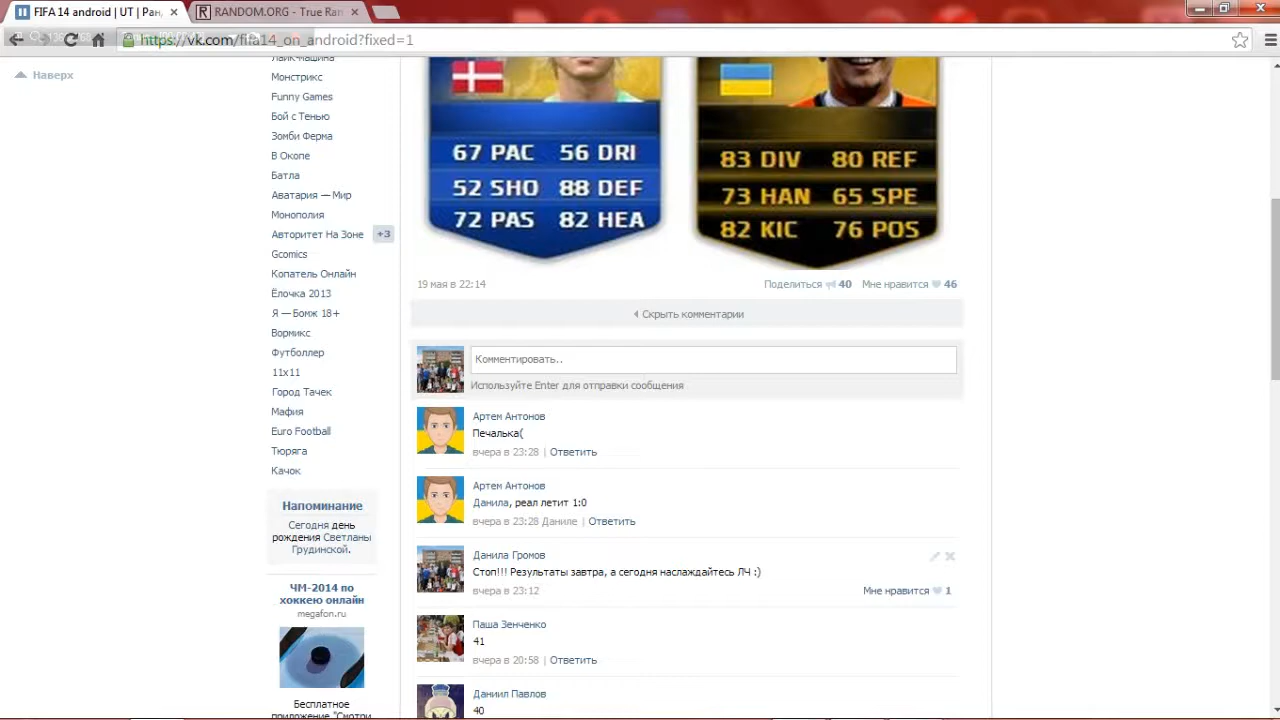 FIFA 14 android | UT | Ран,
RANDOM.ORG - True Ran
https://vk.com/fifa14_on_android?fixed=1
Наверх
Лайк-машина
Монстрикс
Funny Games
Бой с Тенью
Зомби Ферма
В Окопе
Батла
Аватария — Мир
Монополия
Авторитет На Зоне +3
Gcomics
Копатель Онлайн
Ёлочка 2013
Я — Бомж 18+
Вормикс
Футболлер
11x11
Город Тачек
Мафия
Euro Football
Тюряга
Качок
Напоминание
Сегодня день
рождения Светланы
Грудинской.
ЧМ-2014 по
хоккею онлайн
megafon.ru
Бесплатное
приложение "Смотри
67 PAC 56 DRI
52 SHO 88 DEF
72 PAS 82 HEA
83 DIV 80 REF
73 HAN 65 SPE
82 KIC 76 POS
19 мая в 22:14
Поделиться 40 Мне нравится 46
Скрыть комментарии
Комментировать..
Используйте Enter для отправки сообщения
Артем Антонов
Печалька(
вчера в 23:28 | Ответить
Артем Антонов
Данила, реал летит 1:0
вчера в 23:28 Даниле | Ответить
Данила Громов
Стоп!!! Результаты завтра, а сегодня наслаждайтесь ЛЧ :)
вчера в 23:12
Мне нравится 1
Паша Зенченко
41
вчера в 20:58 | Ответить
Даниил Павлов
40